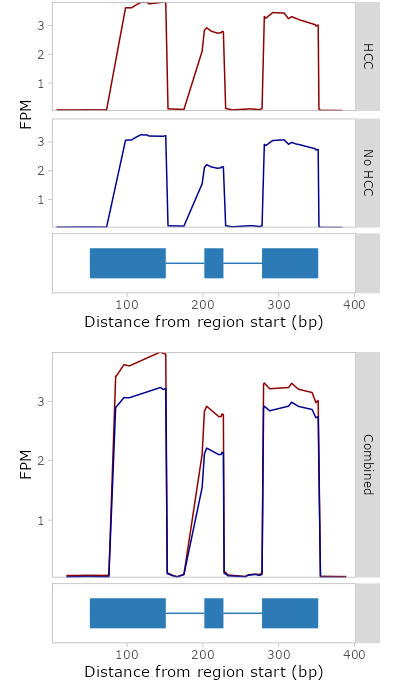 3
2
1
HCC
FPM
3
2
1
No HCC
100 200 300 400
Distance from region start (bp)
3
2
1
FPM
Combined
100 200 300 400
Distance from region start (bp)